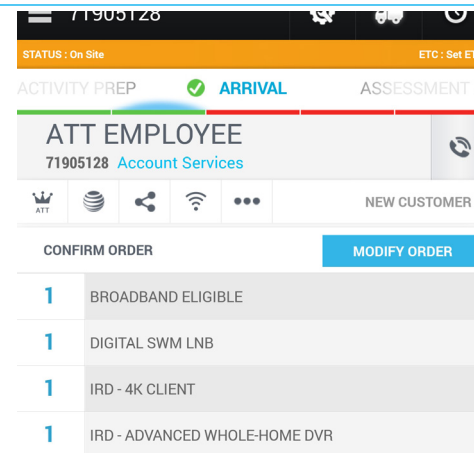 71905128
STATUS : On Site ETC : Set ET
ACTIVITY PREP ARRIVAL ASSESSMENT
ATT EMPLOYEE
71905128 Account Services
ATT
NEW CUSTOMER
CONFIRM ORDER MODIFY ORDER
1 BROADBAND ELIGIBLE
1 DIGITAL SWM LNB
1 IRD - 4K CLIENT
1 IRD - ADVANCED WHOLE-HOME DVR